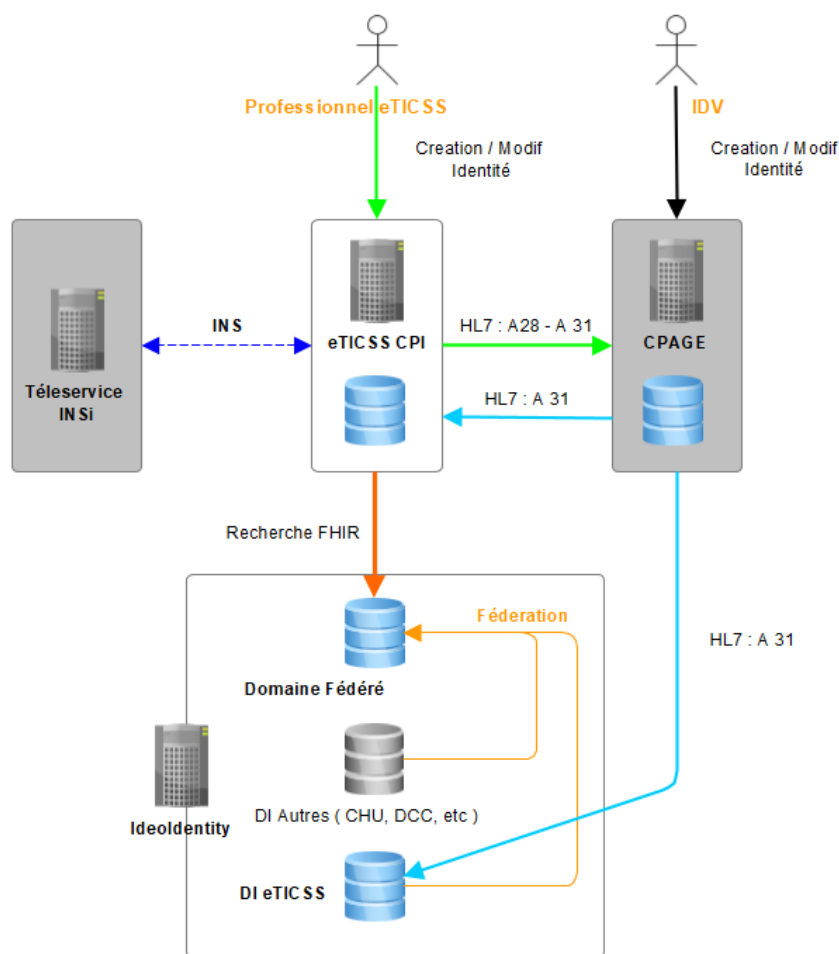 Professionnel eTICSS
IDV
Creation / Modif
Identité
Creation / Modif
Identité
INS
eTICSS CPI
HL7 : A28 - A 31
CPAGE
Téleservice
INSi
HL7 : A 31
Recherche FHIR
Féderation
HL7 : A 31
Domaine Fédéré
IdeoIdentity
DI Autres ( CHU, DCC, etc )
DI eTICSS